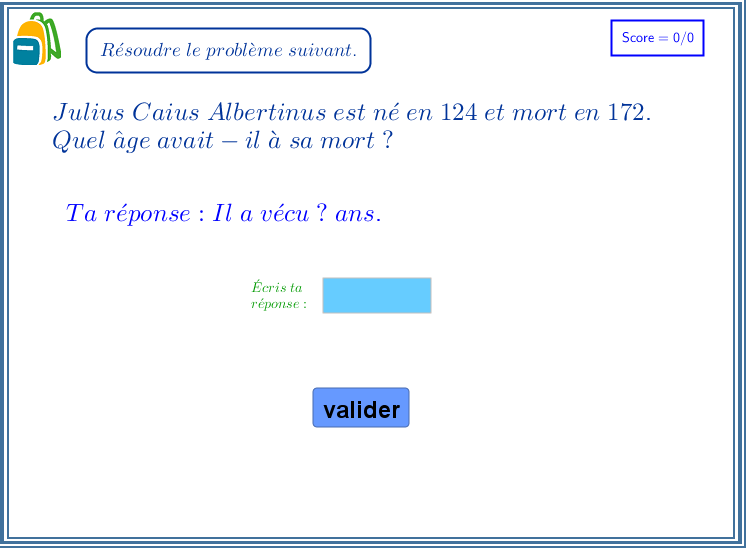 Résoudre le problème suivant.
Score = 0/0
Julius Caius Albertinus est né en 124 et mort en 172.
Quel âge avait − il à sa mort ?
Ta réponse : Il a vécu ? ans.
Écris ta
réponse :
valider